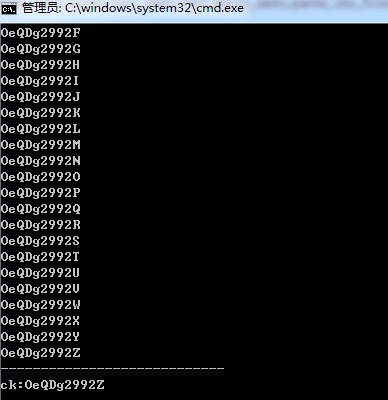 管理员: C:\windows\system32\cmd.exe
OeQDg2992F
OeQDg2992G
OeQDg2992H
OeQDg2992I
OeQDg2992J
OeQDg2992K
OeQDg2992L
OeQDg2992M
OeQDg2992N
OeQDg2992O
OeQDg2992P
OeQDg2992Q
OeQDg2992R
OeQDg2992S
OeQDg2992T
OeQDg2992U
OeQDg2992V
OeQDg2992W
OeQDg2992X
OeQDg2992Y
OeQDg2992Z
----------------------------
ck:OeQDg2992Z